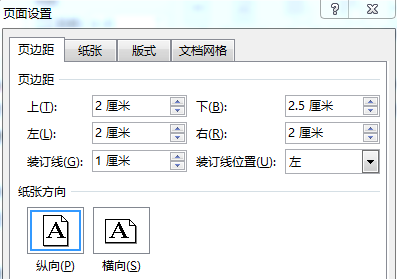 页面设置
页边距 纸张 版式 文档网格
页边距
上(T): 2 厘米 下(B): 2.5 厘米
左(L): 2 厘米 右(R): 2 厘米
装订线(G): 1 厘米 装订线位置(U): 左
纸张方向
A A
纵向(P) 横向(S)